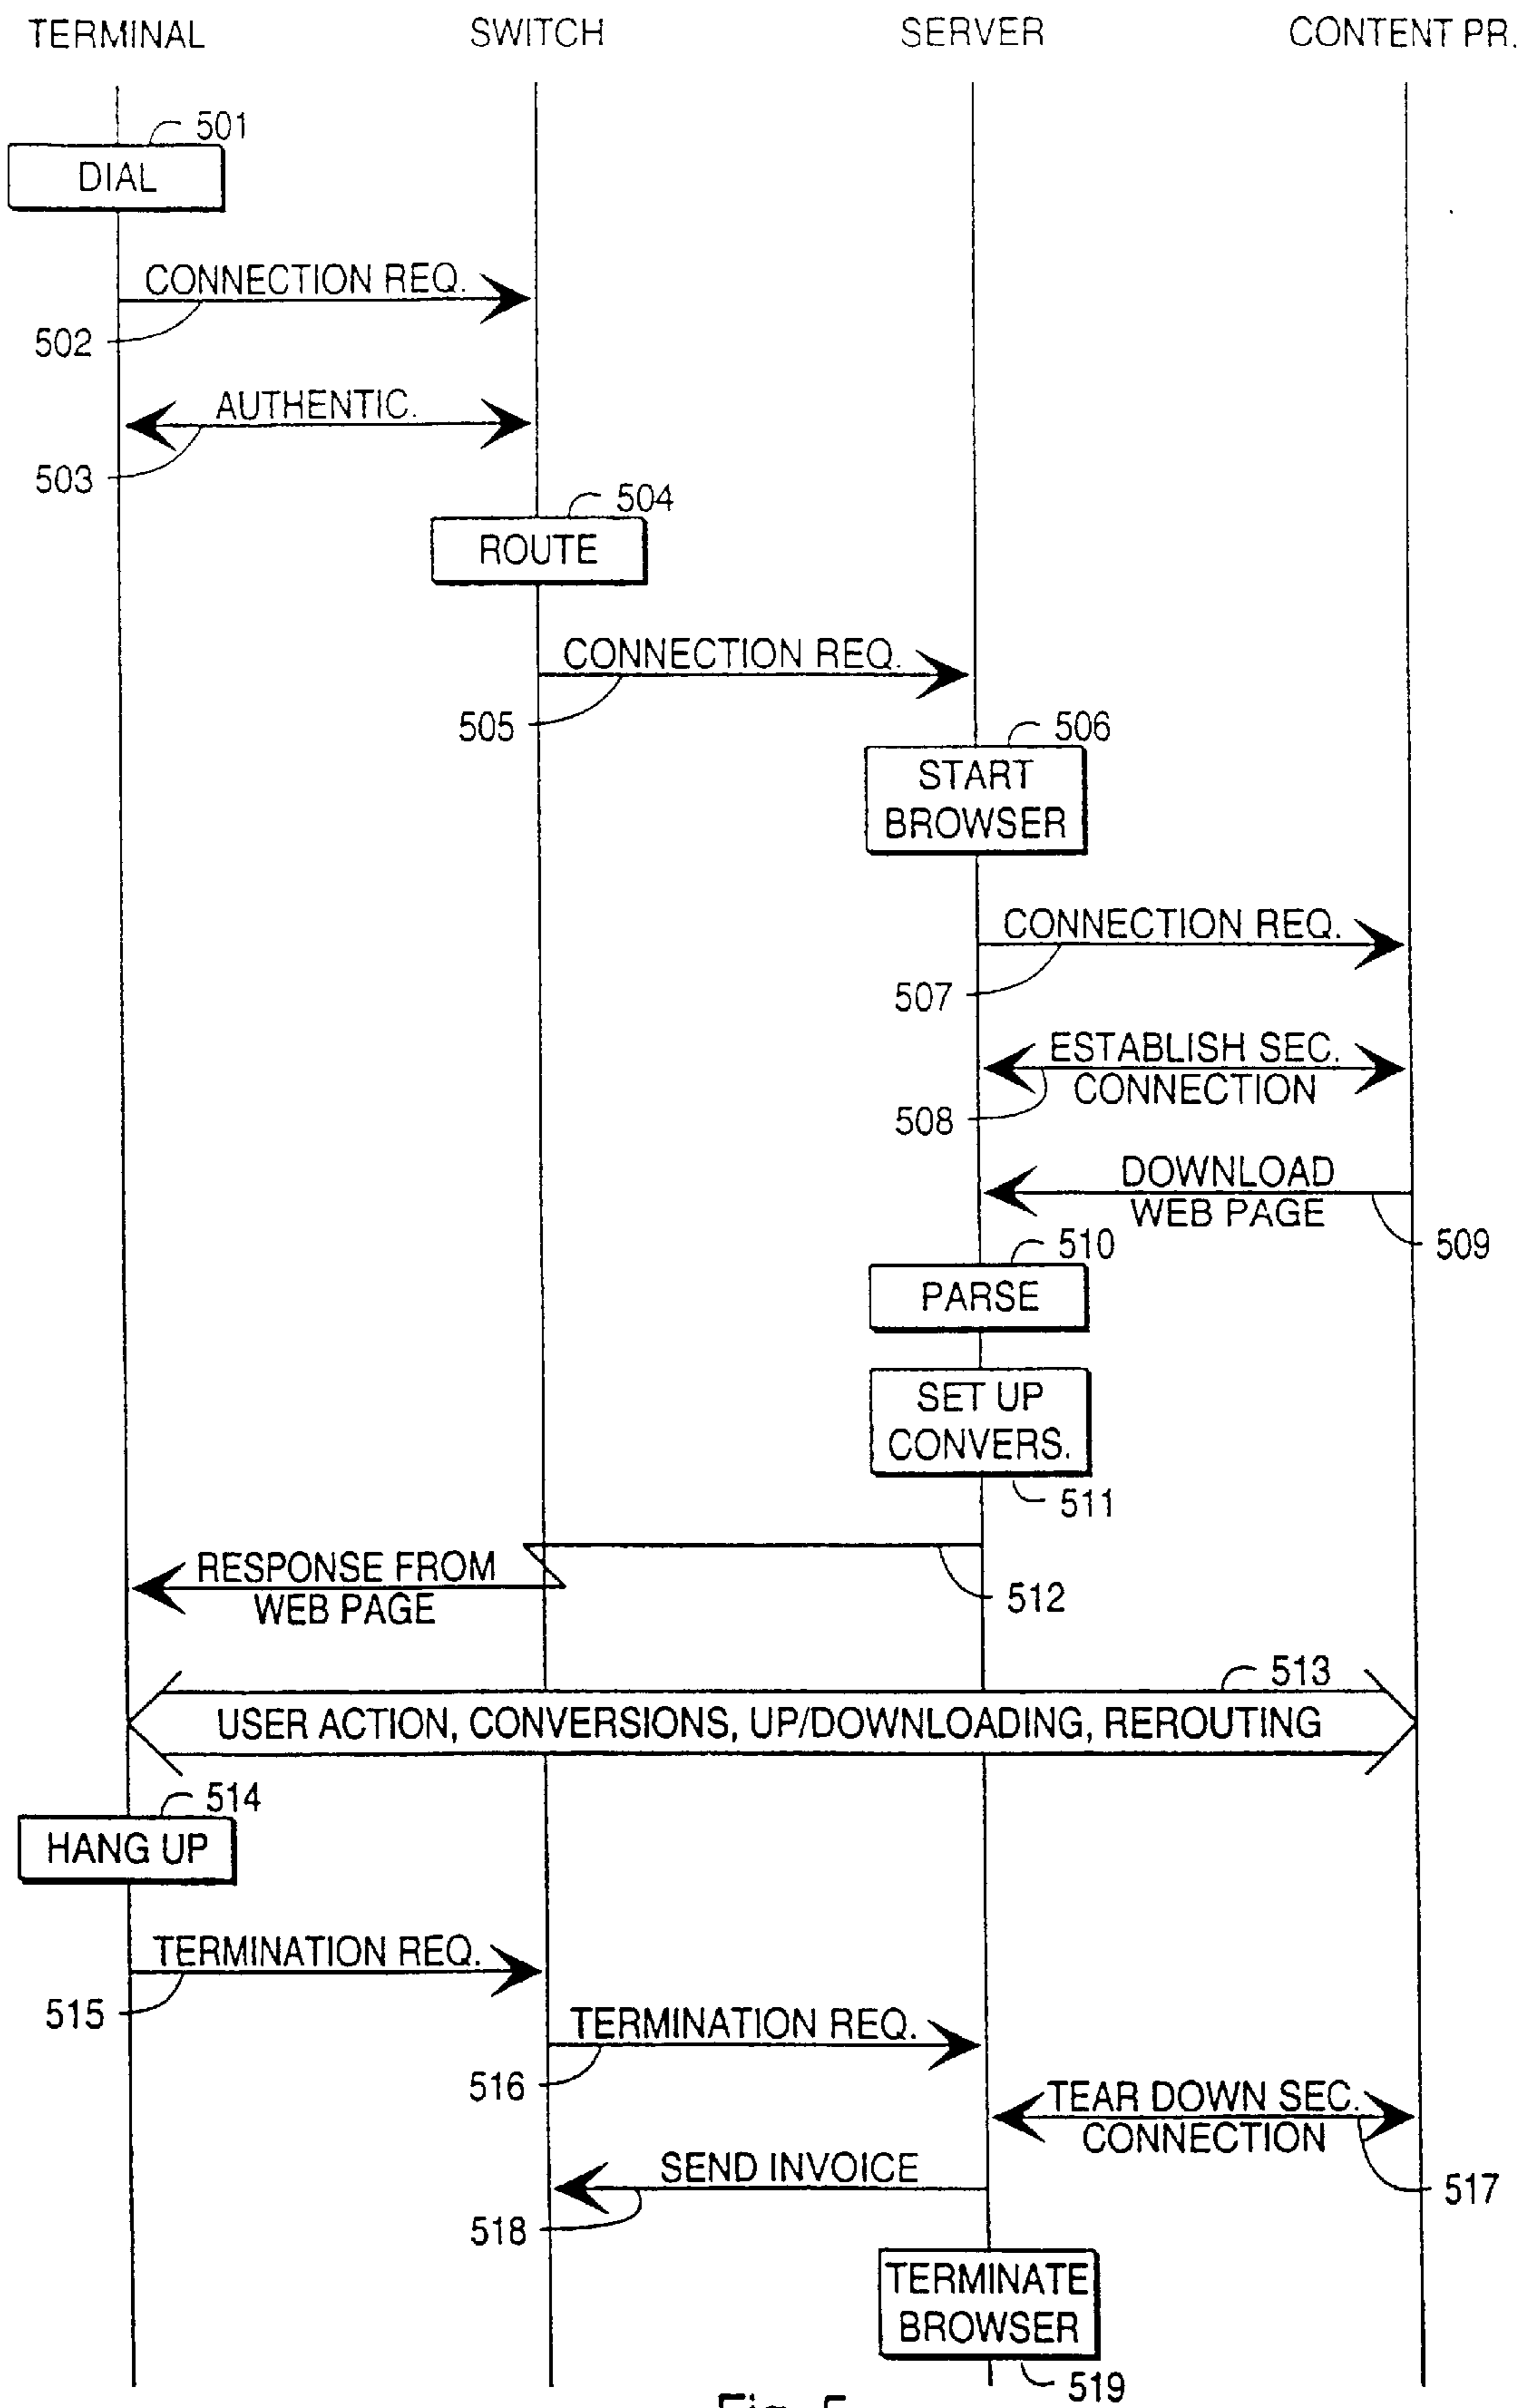 TERMINAL SWITCH SERVER CONTENT PR.
501
DIAL
CONNECTION REQ.
502
AUTHENTIC.
503
504
ROUTE
CONNECTION REQ.
505
506
START
BROWSER
CONNECTION REQ.
507
ESTABLISH SEC.
CONNECTION
508
DOWNLOAD
WEB PAGE
509
510
PARSE
SET UP
CONVERS.
511
RESPONSE FROM
WEB PAGE
512
513
USER ACTION, CONVERSIONS, UP/DOWNLOADING, REROUTING
514
HANG UP
TERMINATION REQ.
515
TERMINATION REQ.
516
TEAR DOWN SEC.
CONNECTION
517
SEND INVOICE
518
TERMINATE
BROWSER
519
Fig. 5